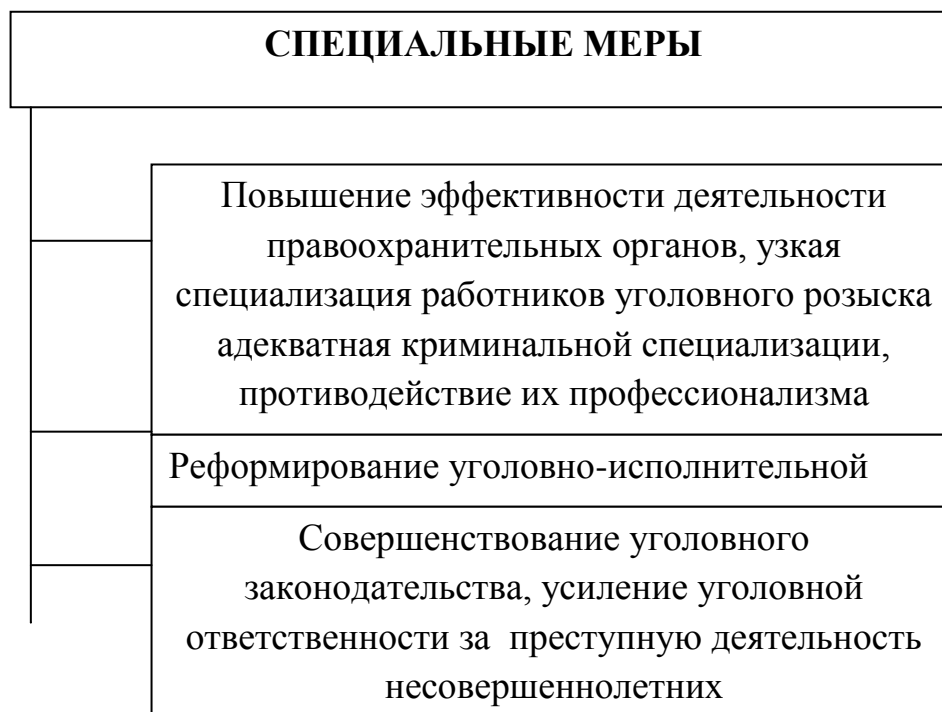 СПЕЦИАЛЬНЫЕ МЕРЫ
Повышение эффективности деятельности
правоохранительных органов, узкая
специализация работников уголовного розыска
адекватная криминальной специализации,
противодействие их профессионализма
Реформирование уголовно-исполнительной
Совершенствование уголовного
законодательства, усиление уголовной
ответственности за  преступную деятельность
несовершеннолетних